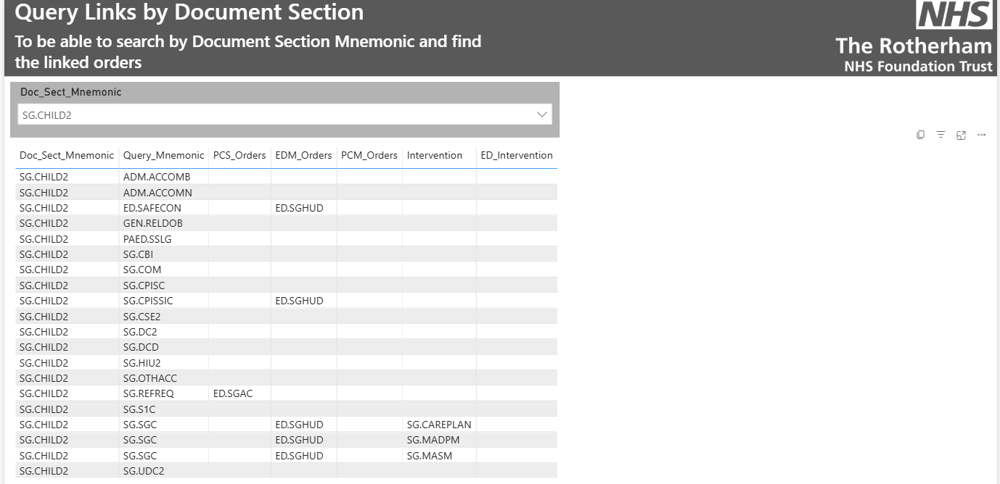 Query Links by Document Section
To be able to search by Document Section Mnemonic and find
the linked orders
NHS
The Rotherham
NHS Foundation Trust
Doc_Sect_Mnemonic
SG.CHILD2
Doc_Sect_Mnemonic Query_Mnemonic PCS_Orders EDM_Orders PCM_Orders Intervention ED_Intervention
SG.CHILD2 ADM.ACCOMB
SG.CHILD2 ADM.ACCOMN
SG.CHILD2 ED.SAFECON ED.SGHUD
SG.CHILD2 GEN.RELDOB
SG.CHILD2 PAED.SSLG
SG.CHILD2 SG.CBI
SG.CHILD2 SG.COM
SG.CHILD2 SG.CPISC
SG.CHILD2 SG.CPISSIC ED.SGHUD
SG.CHILD2 SG.CSE2
SG.CHILD2 SG.DC2
SG.CHILD2 SG.DCD
SG.CHILD2 SG.HIU2
SG.CHILD2 SG.OTHACC
SG.CHILD2 SG.REFREQ ED.SGAC
SG.CHILD2 SG.S1C
SG.CHILD2 SG.SGC ED.SGHUD SG.CAREPLAN
SG.CHILD2 SG.SGC ED.SGHUD SG.MADPM
SG.CHILD2 SG.SGC ED.SGHUD SG.MASM
SG.CHILD2 SG.UDC2